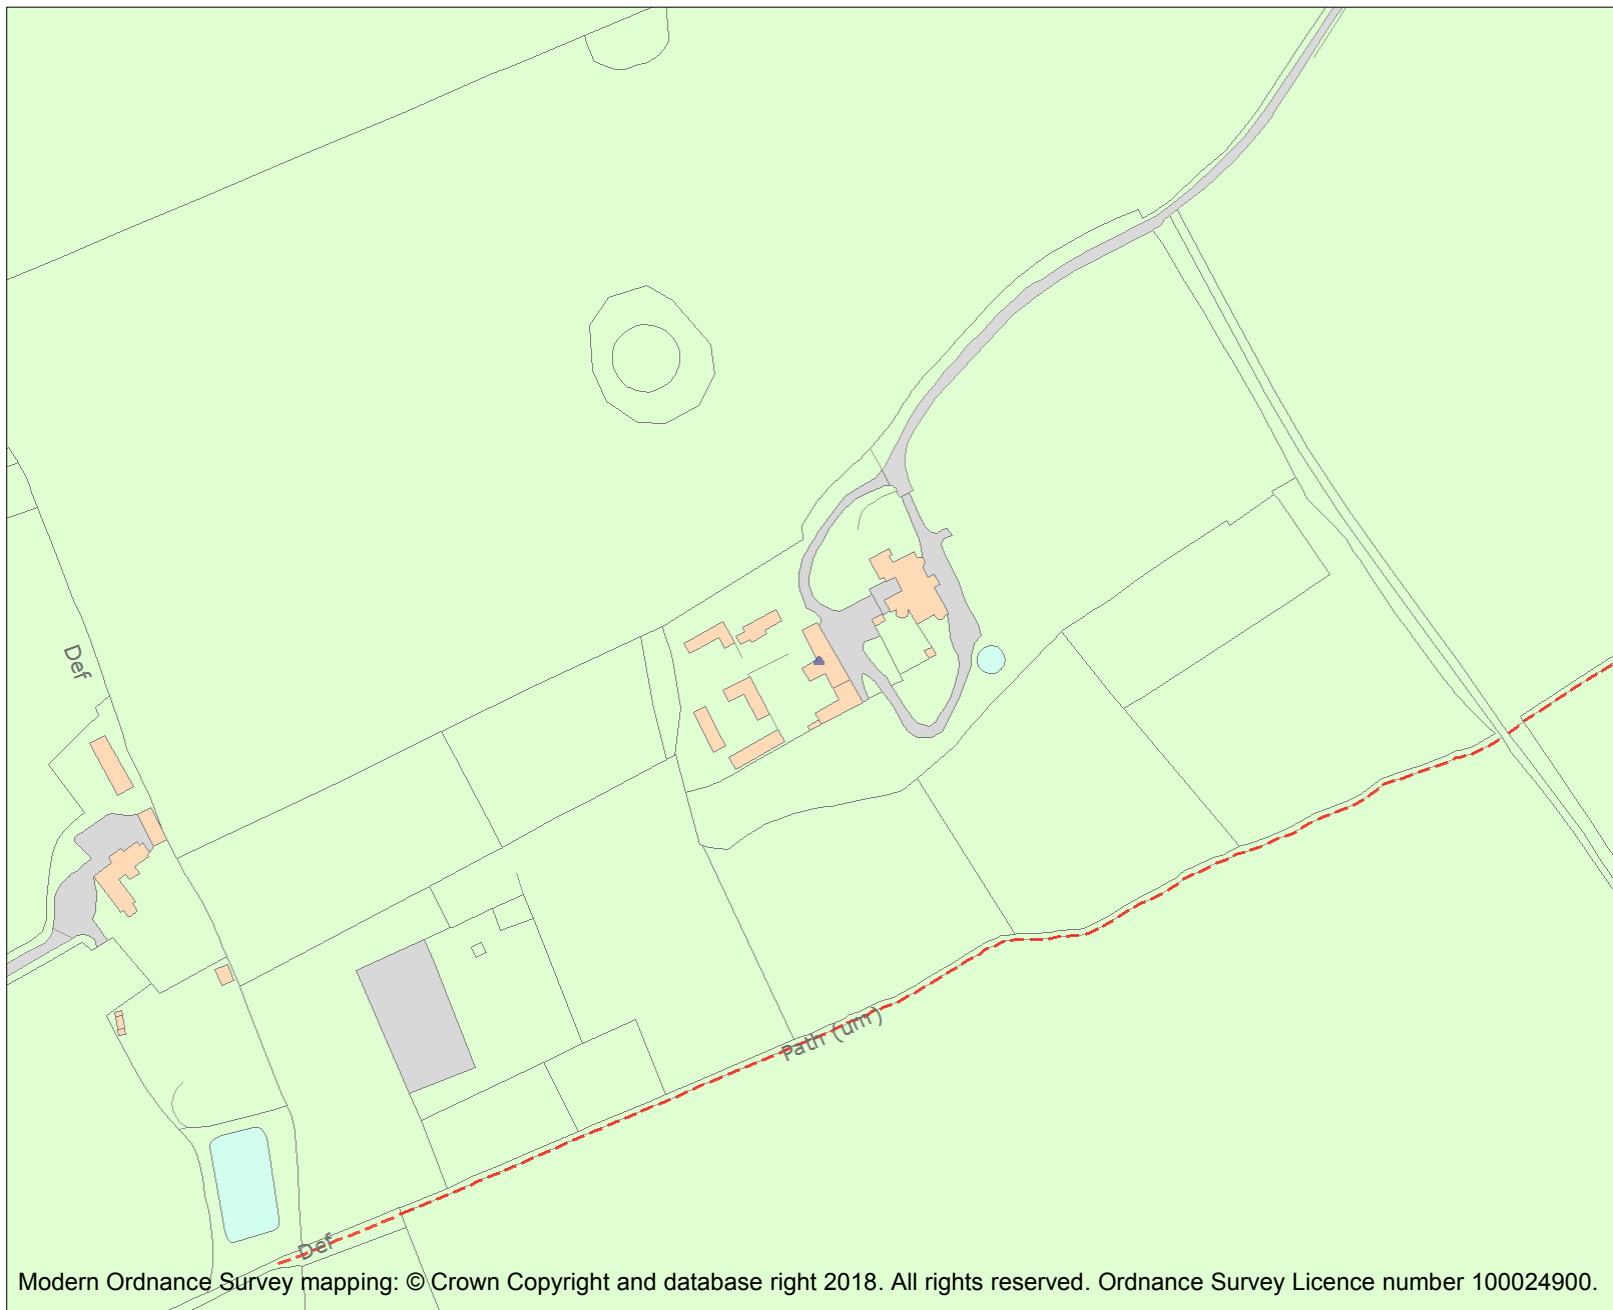 Def
Path (um)
Def
Modern Ordnance Survey mapping: © Crown Copyright and database right 2018. All rights reserved. Ordnance Survey Licence number 100024900.